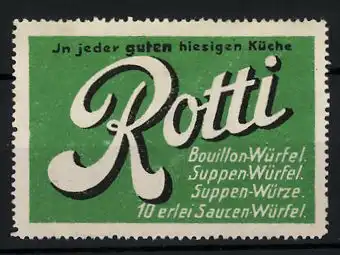 Jn jeder guten hiesigen Küche
Rotti
Bouillon-Würfel.
Suppen-Würfel.
Suppen-Würze.
10 erlei Saucen-Würfel.